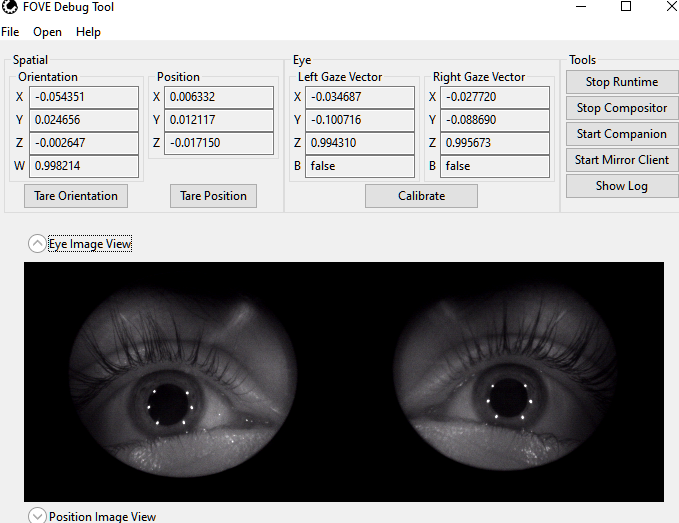 FOVE Debug Tool
File Open Help
Spatial Eye Tools
Orientation Position Left Gaze Vector Right Gaze Vector Stop Runtime
X -0.054351 X 0.006332 X -0.034687 X -0.027720 Stop Compositor
Y 0.024656 Y 0.012117 Y -0.100716 Y -0.088690 Start Companion
Z -0.002647 Z -0.017150 Z 0.994310 Z 0.995673 Start Mirror Client
W 0.998214 B false B false Show Log
Tare Orientation Tare Position Calibrate
Eye Image View
Position Image View